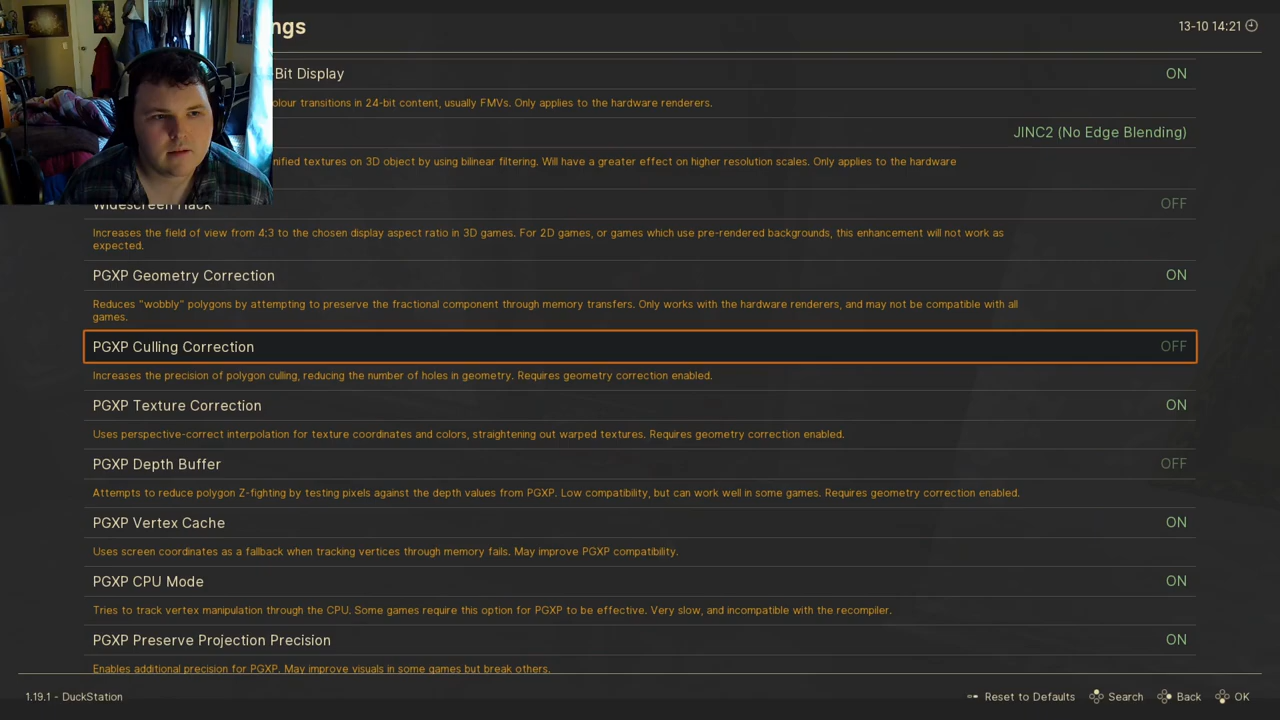 ngs
13-10 14:21
Bit Display ON
olour transitions in 24-bit content, usually FMVs. Only applies to the hardware renderers.
JINC2 (No Edge Blending)
nified textures on 3D object by using bilinear filtering. Will have a greater effect on higher resolution scales. Only applies to the hardware
Widescreen Hack OFF
Increases the field of view from 4:3 to the chosen display aspect ratio in 3D games. For 2D games, or games which use pre-rendered backgrounds, this enhancement will not work as
expected.
PGXP Geometry Correction ON
Reduces "wobbly" polygons by attempting to preserve the fractional component through memory transfers. Only works with the hardware renderers, and may not be compatible with all
games.
PGXP Culling Correction OFF
Increases the precision of polygon culling, reducing the number of holes in geometry. Requires geometry correction enabled.
PGXP Texture Correction ON
Uses perspective-correct interpolation for texture coordinates and colors, straightening out warped textures. Requires geometry correction enabled.
PGXP Depth Buffer OFF
Attempts to reduce polygon Z-fighting by testing pixels against the depth values from PGXP. Low compatibility, but can work well in some games. Requires geometry correction enabled.
PGXP Vertex Cache ON
Uses screen coordinates as a fallback when tracking vertices through memory fails. May improve PGXP compatibility.
PGXP CPU Mode ON
Tries to track vertex manipulation through the CPU. Some games require this option for PGXP to be effective. Very slow, and incompatible with the recompiler.
PGXP Preserve Projection Precision ON
Enables additional precision for PGXP. May improve visuals in some games but break others.
1.19.1 - DuckStation
Reset to Defaults Search Back OK